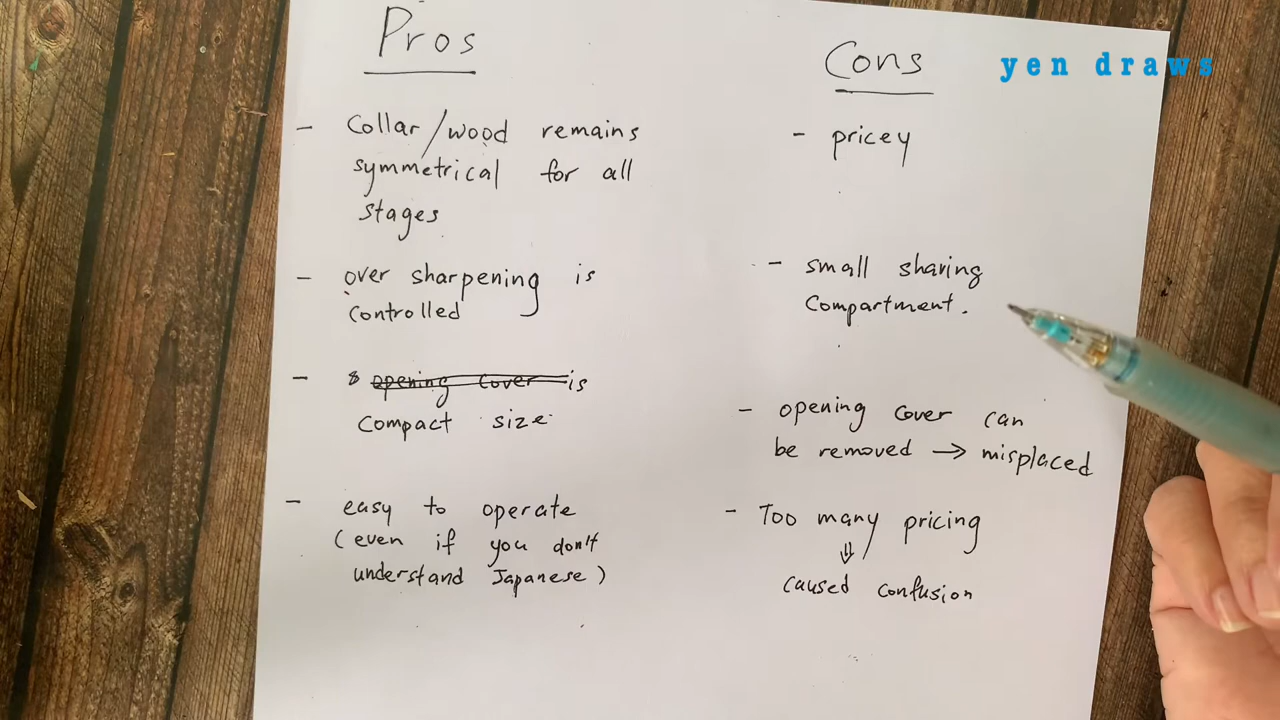 Pros
- Collar/wood remains
symmetrical for all
stages
- over sharpening is
controlled
- opening cover is
compact size
- easy to operate
(even if you don't
understand Japanese)
Cons
- pricey
- small sharing
compartment.
- opening cover can
be removed → misplaced
- Too many pricing
⇓
caused confusion
yen draws